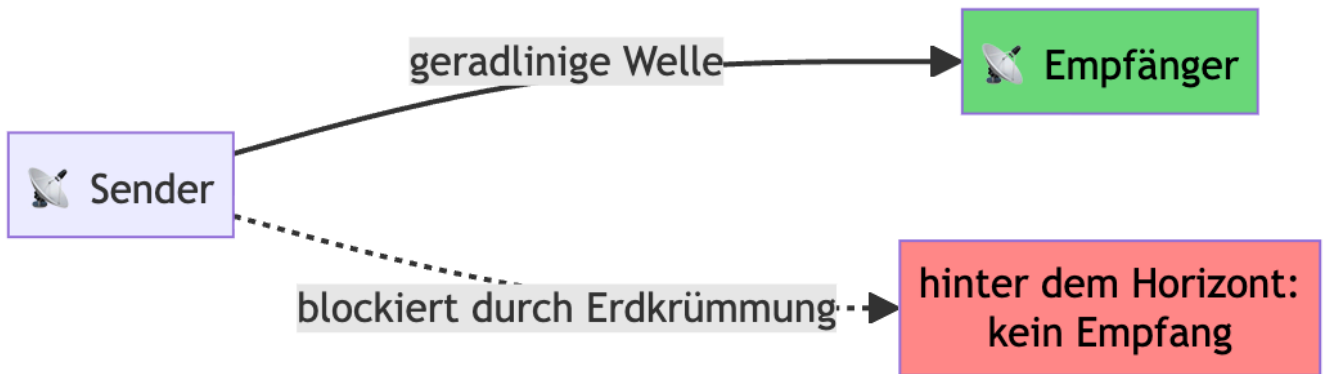 geradlinige Welle
Empfänger
Sender
blockiert durch Erdkrümmung
hinter dem Horizont:
kein Empfang